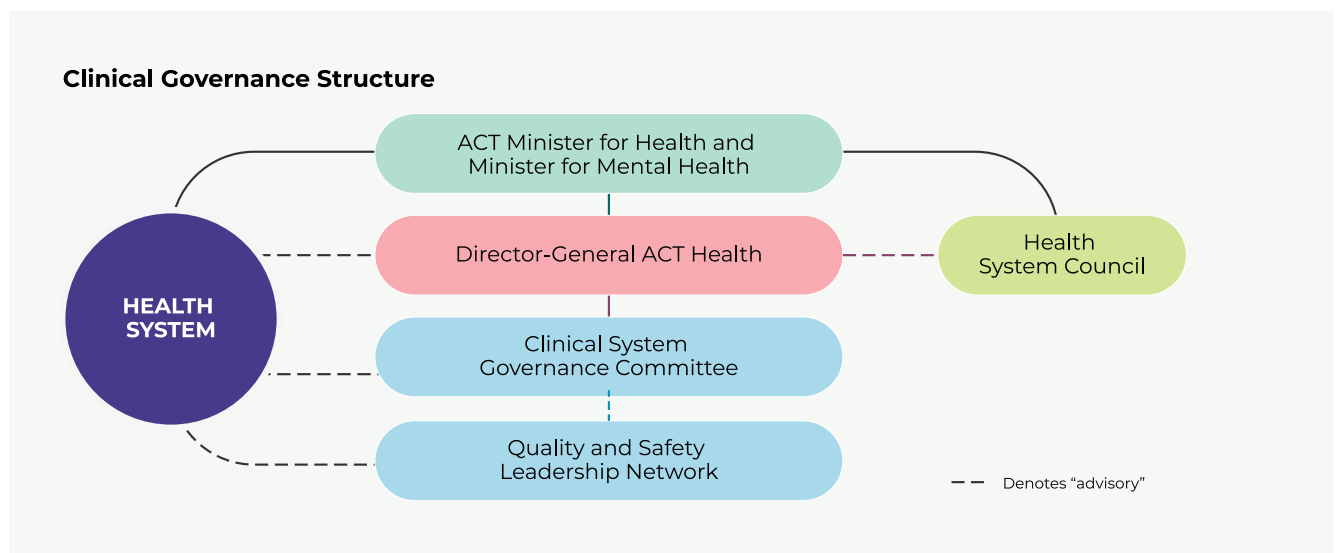 Clinical Governance Structure
ACT Minister for Health and
Minister for Mental Health
Director-General ACT Health
Health
System Council
HEALTH
SYSTEM
Clinical System
Governance Committee
Quality and Safety
Leadership Network
Denotes “advisory”